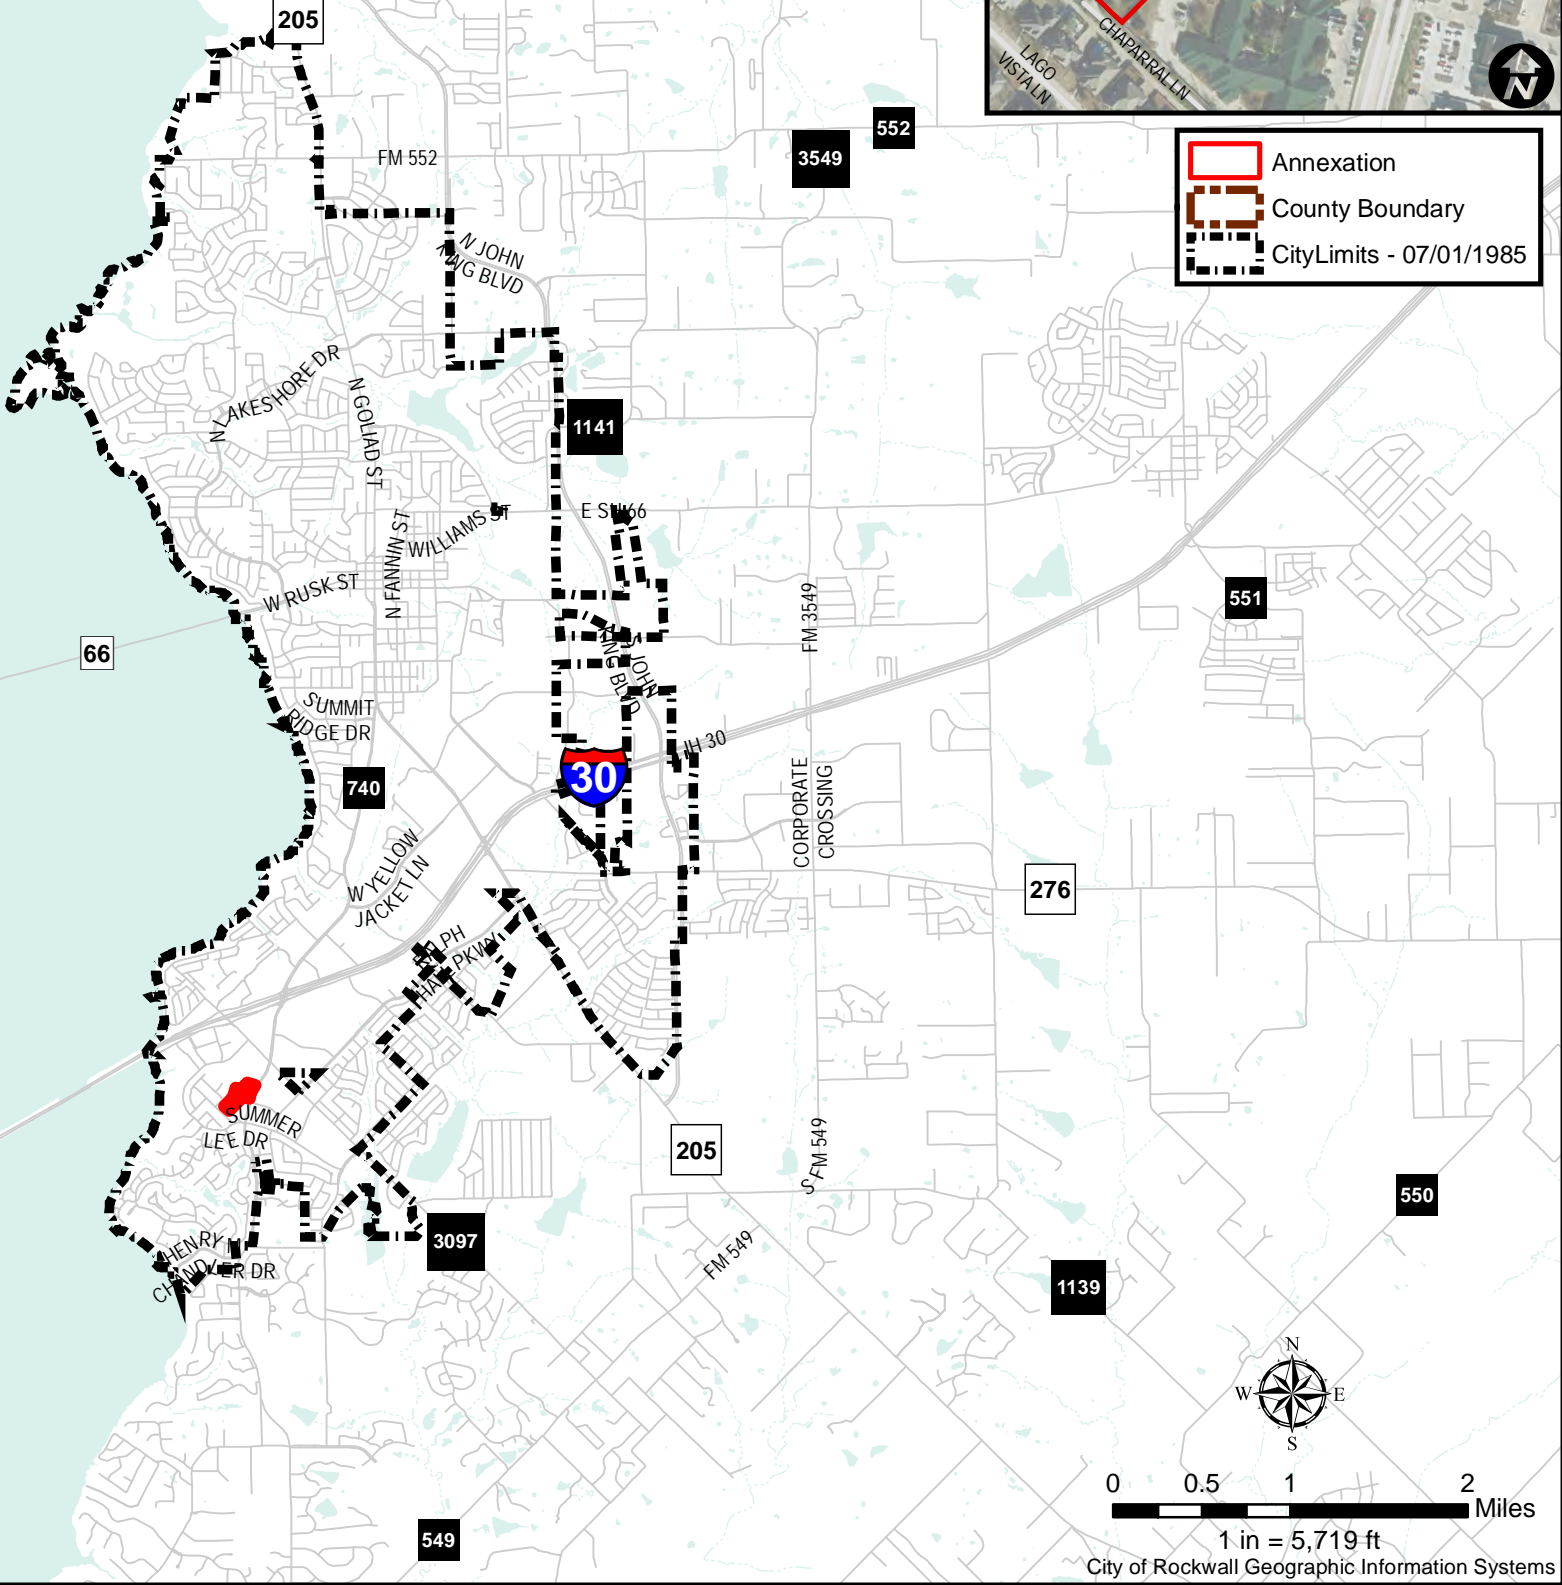 205
CHAPARRAL LN
LAGO
VISTA LN
N
552
3549
FM 552
Annexation
County Boundary
CityLimits - 07/01/1985
N JOHN
KING BLVD
N LAKESHORE DR
N GOLIAD ST
1141
E SH 66
WILLIAMS ST
N FANNIN ST
W RUSK ST
FM 3549
551
66
S JOHN
KING BLVD
SUMMIT
RIDGE DR
IH 30
30
740
CORPORATE
CROSSING
W YELLOW
JACKET LN
276
RALPH
HALL PKWY
SUMMER
LEE DR
205
S FM 549
550
3097
HENRY M
CHANDLER DR
FM 549
1139
N
W
E
S
0
0.5
1
2
Miles
549
1 in = 5,719 ft
City of Rockwall Geographic Information Systems